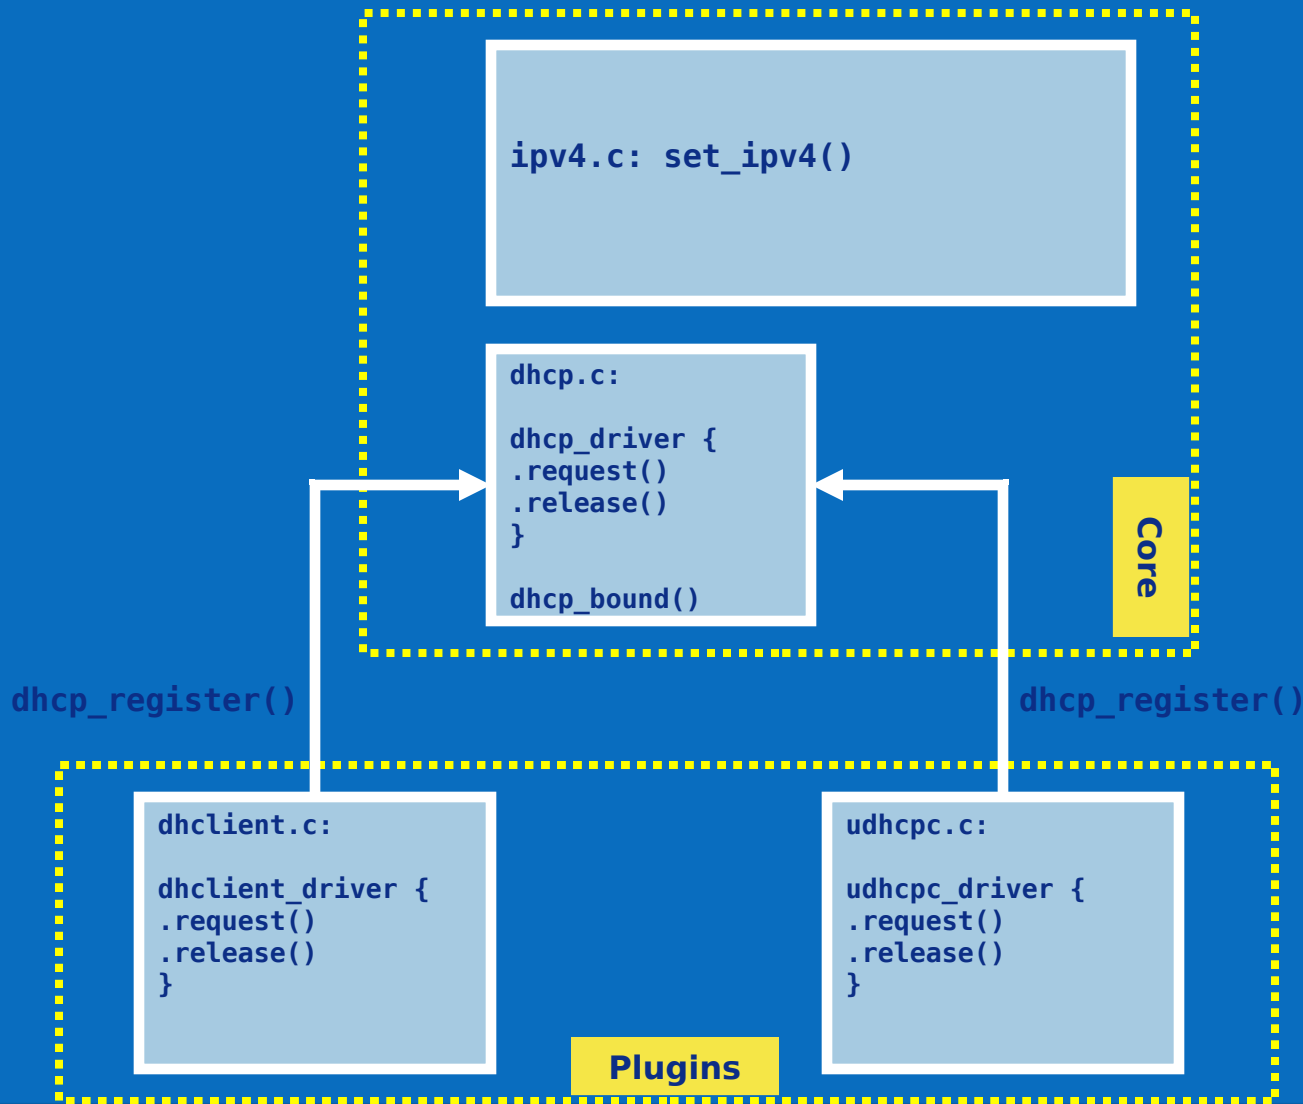 ipv4.c: set_ipv4()
dhcp.c:
dhcp_driver {
.request()
.release()
}
dhcp_bound()
Core
dhcp_register()
dhcp_register()
dhclient.c:
dhclient_driver {
.request()
.release()
}
udhcpc.c:
udhcpc_driver {
.request()
.release()
}
Plugins